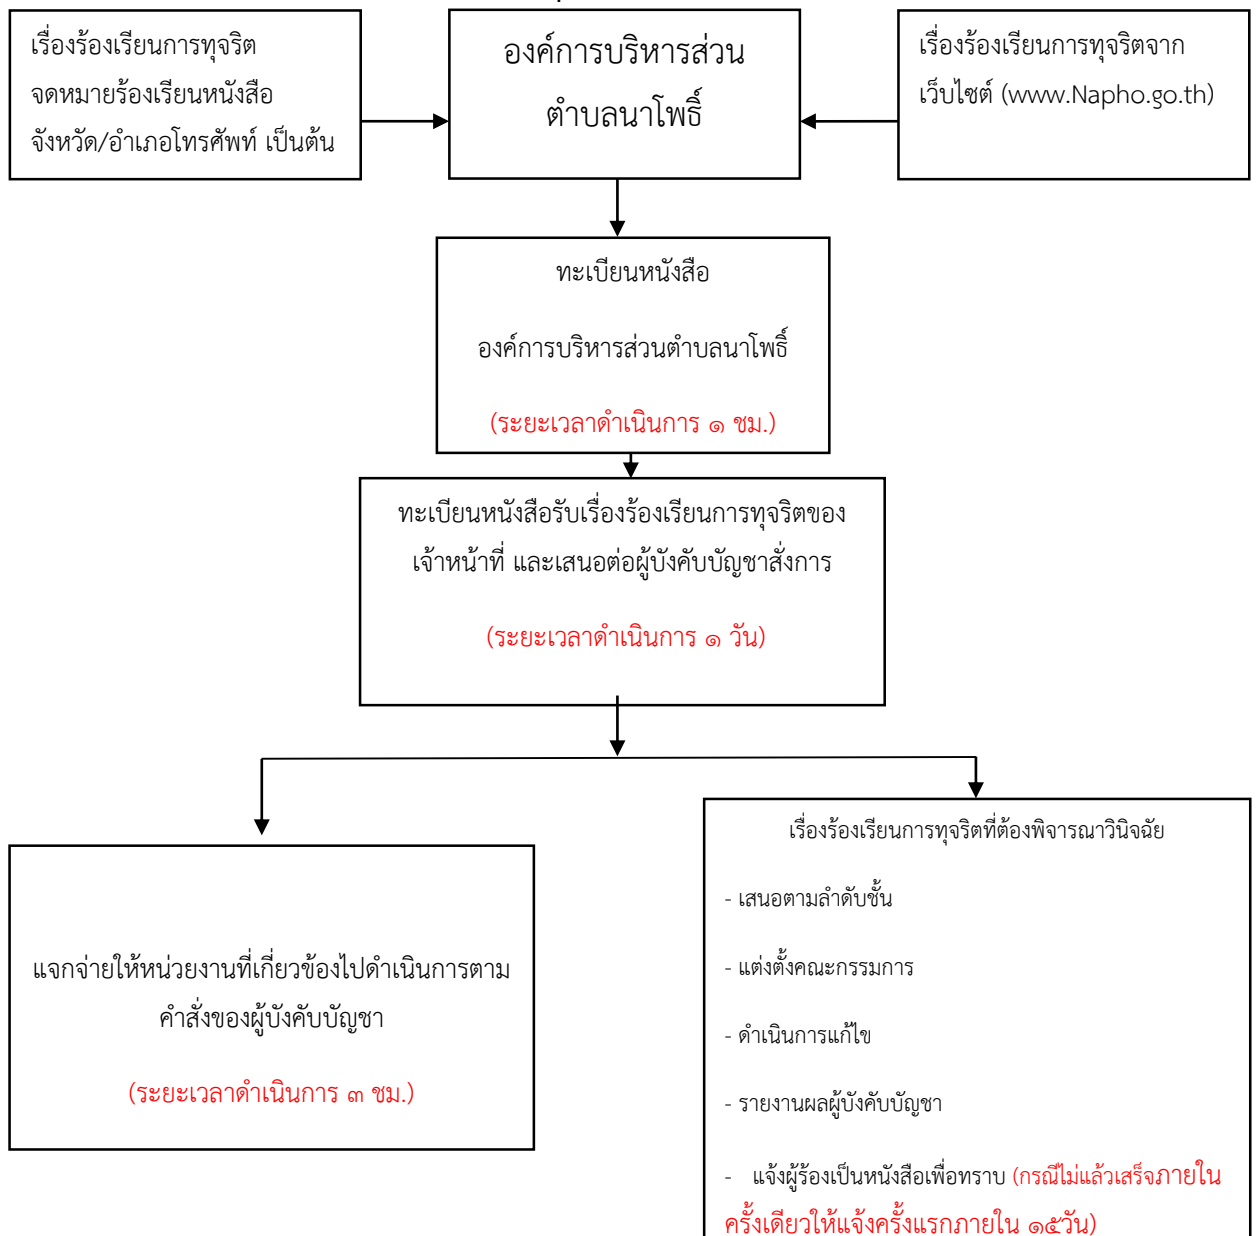 เรื่องร้องเรียนการทุจริต
จดหมายร้องเรียนหนังสือ
จังหวัด/อำเภอโทรศัพท์ เป็นต้น
องค์การบริหารส่วน
ตำบลนาโพธิ์
เรื่องร้องเรียนการทุจริตจาก
เว็บไซต์ (www.Napho.go.th)
ทะเบียนหนังสือ
องค์การบริหารส่วนตำบลนาโพธิ์
(ระยะเวลาดำเนินการ ๑ ชม.)
ทะเบียนหนังสือรับเรื่องร้องเรียนการทุจริตของ
เจ้าหน้าที่ และเสนอต่อผู้บังคับบัญชาสั่งการ
(ระยะเวลาดำเนินการ ๑ วัน)
แจกจ่ายให้หน่วยงานที่เกี่ยวข้องไปดำเนินการตาม
คำสั่งของผู้บังคับบัญชา
(ระยะเวลาดำเนินการ ๓ ชม.)
เรื่องร้องเรียนการทุจริตที่ต้องพิจารณาวินิจฉัย
- เสนอตามลำดับชั้น
- แต่งตั้งคณะกรรมการ
- ดำเนินการแก้ไข
- รายงานผลผู้บังคับบัญชา
- แจ้งผู้ร้องเป็นหนังสือเพื่อทราบ (กรณีไม่แล้วเสร็จภายใน
ครั้งเดียวให้แจ้งครั้งแรกภายใน ๑๕วัน)